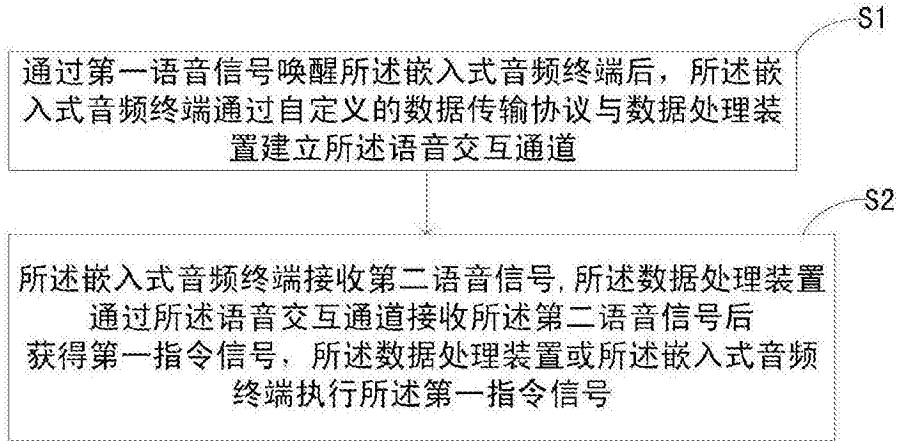 S1
通过第一语音信号唤醒所述嵌入式音频终端后，所述嵌
入式音频终端通过自定义的数据传输协议与数据处理装
置建立所述语音交互通道
S2
所述嵌入式音频终端接收第二语音信号,所述数据处理装置
通过所述语音交互通道接收所述第二语音信号后
获得第一指令信号，所述数据处理装置或所述嵌入式音频
终端执行所述第一指令信号